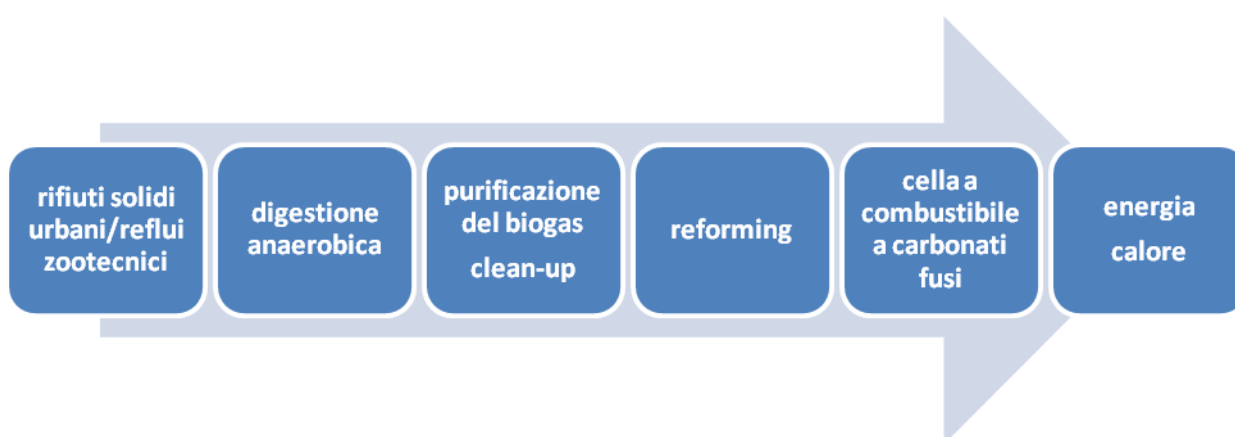 rifiuti solidi
urbani/reflui
zootecnici
digestione
anaerobica
purificazione
del biogas
clean-up
reforming
cella a
combustibile
a carbonati
fusi
energia
calore